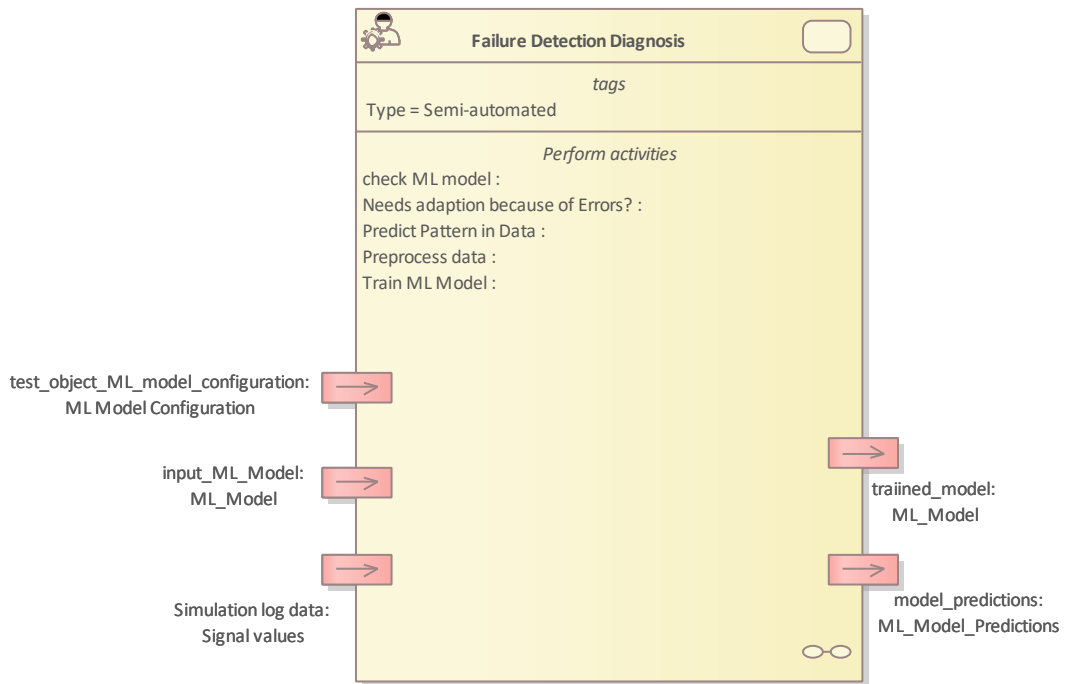 Failure Detection Diagnosis
tags
Type = Semi-automated
Perform activities
check ML model :
Needs adaption because of Errors? :
Predict Pattern in Data :
Preprocess data :
Train ML Model :
test_object_ML_model_configuration:
ML Model Configuration
input_ML_Model:
ML_Model
Simulation log data:
Signal values
traiined_model:
ML_Model
model_predictions:
ML_Model_Predictions